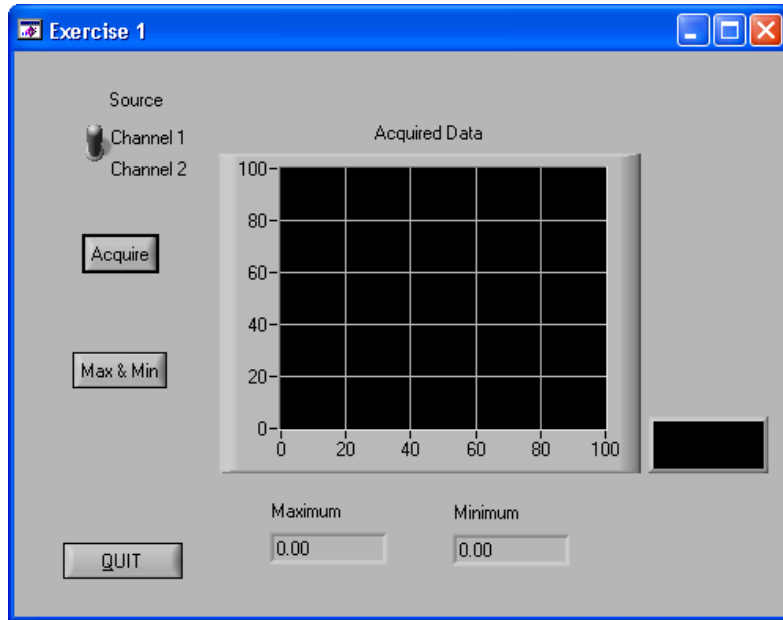 Exercise 1
Source
Channel 1
Channel 2
Acquire
Max & Min
QUIT
Acquired Data
100
80
60
40
20
0
0 20 40 60 80 100
Maximum
0.00
Minimum
0.00